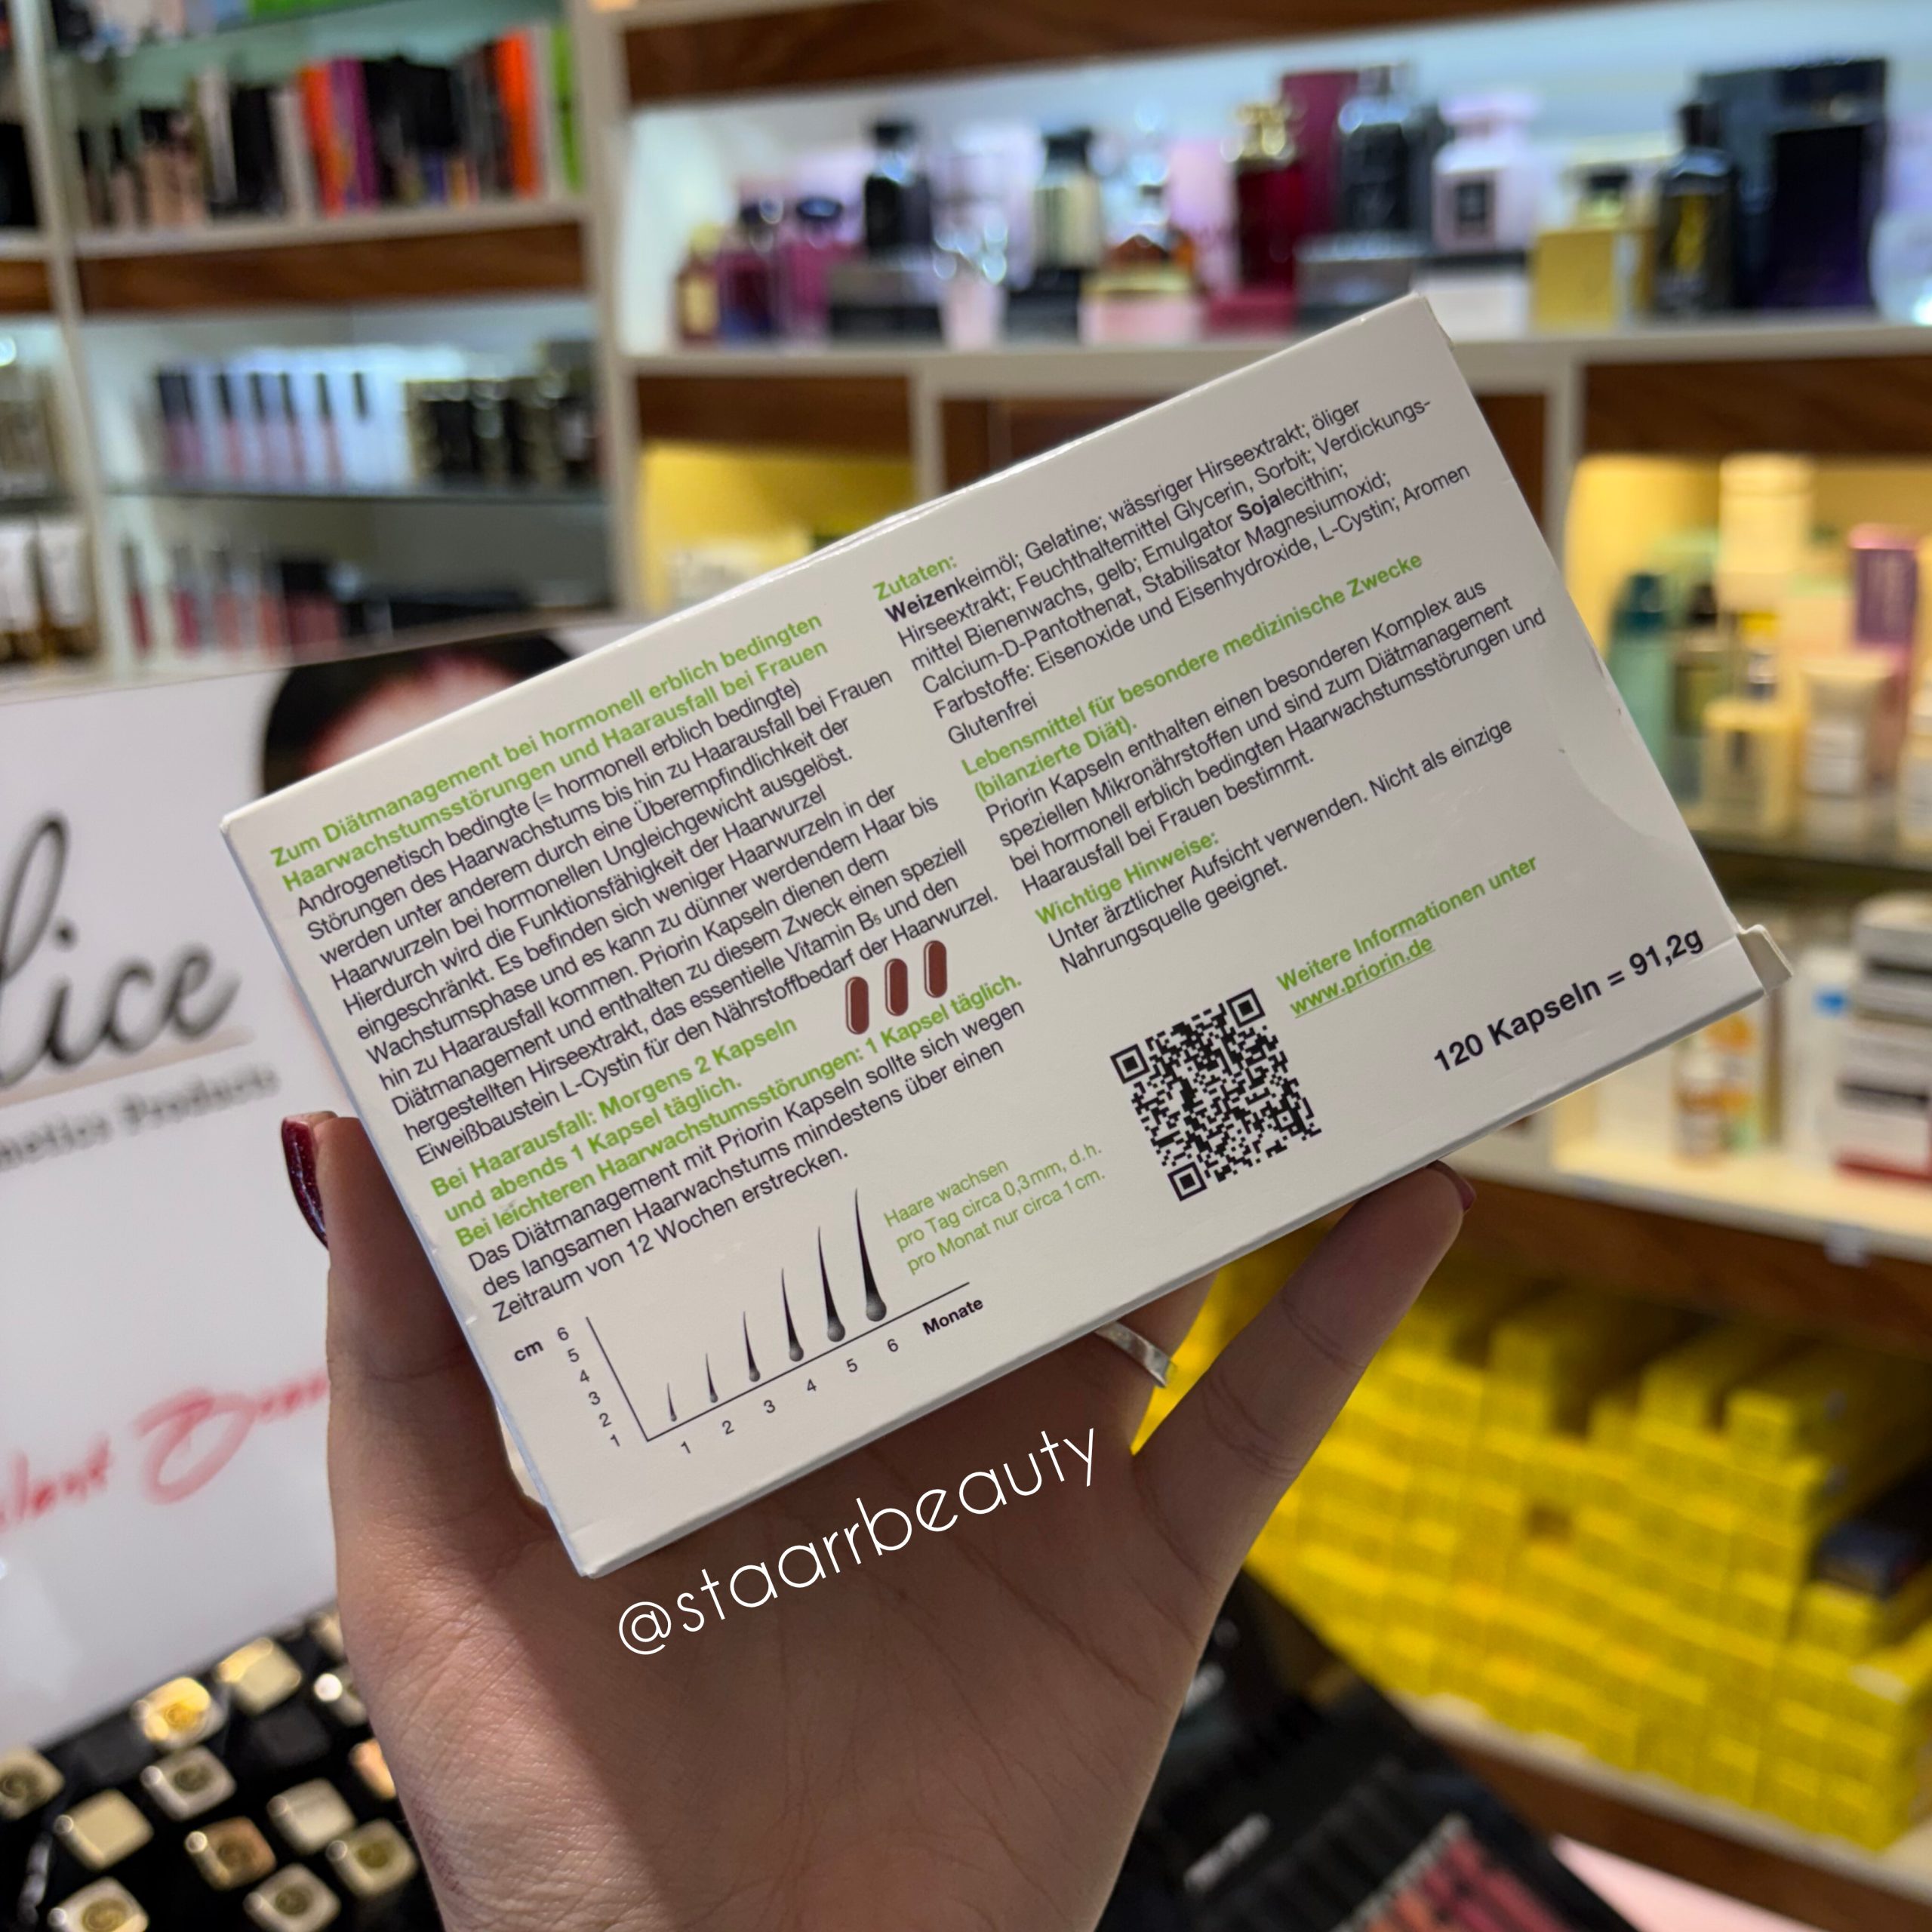 Zum Diätmanagement bei hormonell erblich bedingten
Haarwachstumsstörungen und Haarausfall bei Frauen
Androgenetisch bedingte (= hormonell erblich bedingte)
Störungen des Haarwachstums bis hin zu Haarausfall bei Frauen
werden unter anderem durch eine Überempfindlichkeit der
Haarwurzeln bei hormonellen Ungleichgewicht ausgelöst.
Hierdurch wird die Funktionsfähigkeit der Haarwurzel
eingeschränkt. Es befinden sich weniger Haarwurzeln in der
Wachstumsphase und es kann zu dünner werdendem Haar bis
hin zu Haarausfall kommen. Priorin Kapseln dienen dem
Diätmanagement und enthalten zu diesem Zweck einen speziell
hergestellten Hirseextrakt, das essentielle Vitamin B₅ und den
Eiweißbaustein L-Cystin für den Nährstoffbedarf der Haarwurzel.
Bei Haarausfall: Morgens 2 Kapseln
und abends 1 Kapsel täglich.
Bei leichteren Haarwachstumsstörungen: 1 Kapsel täglich.
Das Diätmanagement mit Priorin Kapseln sollte sich wegen
des langsamen Haarwachstums mindestens über einen
Zeitraum von 12 Wochen erstrecken.
Haare wachsen
pro Tag circa 0,3mm, d.h.
pro Monat nur circa 1cm.
cm
6
5
4
3
2
1
1 2 3 4 5 6 Monate
Zutaten:
Weizenkeimöl; Gelatine; wässriger Hirseextrakt; öliger
Hirseextrakt; Feuchthaltemittel Glycerin, Sorbit; Verdickungs-
mittel Bienenwachs, gelb; Emulgator Sojalecithin;
Calcium-D-Pantothenat, Stabilisator Magnesiumoxid;
Farbstoffe: Eisenoxide und Eisenhydroxide, L-Cystin; Aromen
Glutenfrei
Lebensmittel für besondere medizinische Zwecke
(bilanzierte Diät).
Priorin Kapseln enthalten einen besonderen Komplex aus
speziellen Mikronährstoffen und sind zum Diätmanagement
bei hormonell erblich bedingten Haarwachstumsstörungen und
Haarausfall bei Frauen bestimmt.
Wichtige Hinweise:
Unter ärztlicher Aufsicht verwenden. Nicht als einzige
Nahrungsquelle geeignet.
Weitere Informationen unter
www.priorin.de
120 Kapseln = 91,2g
@staarrbeauty
lice
Products